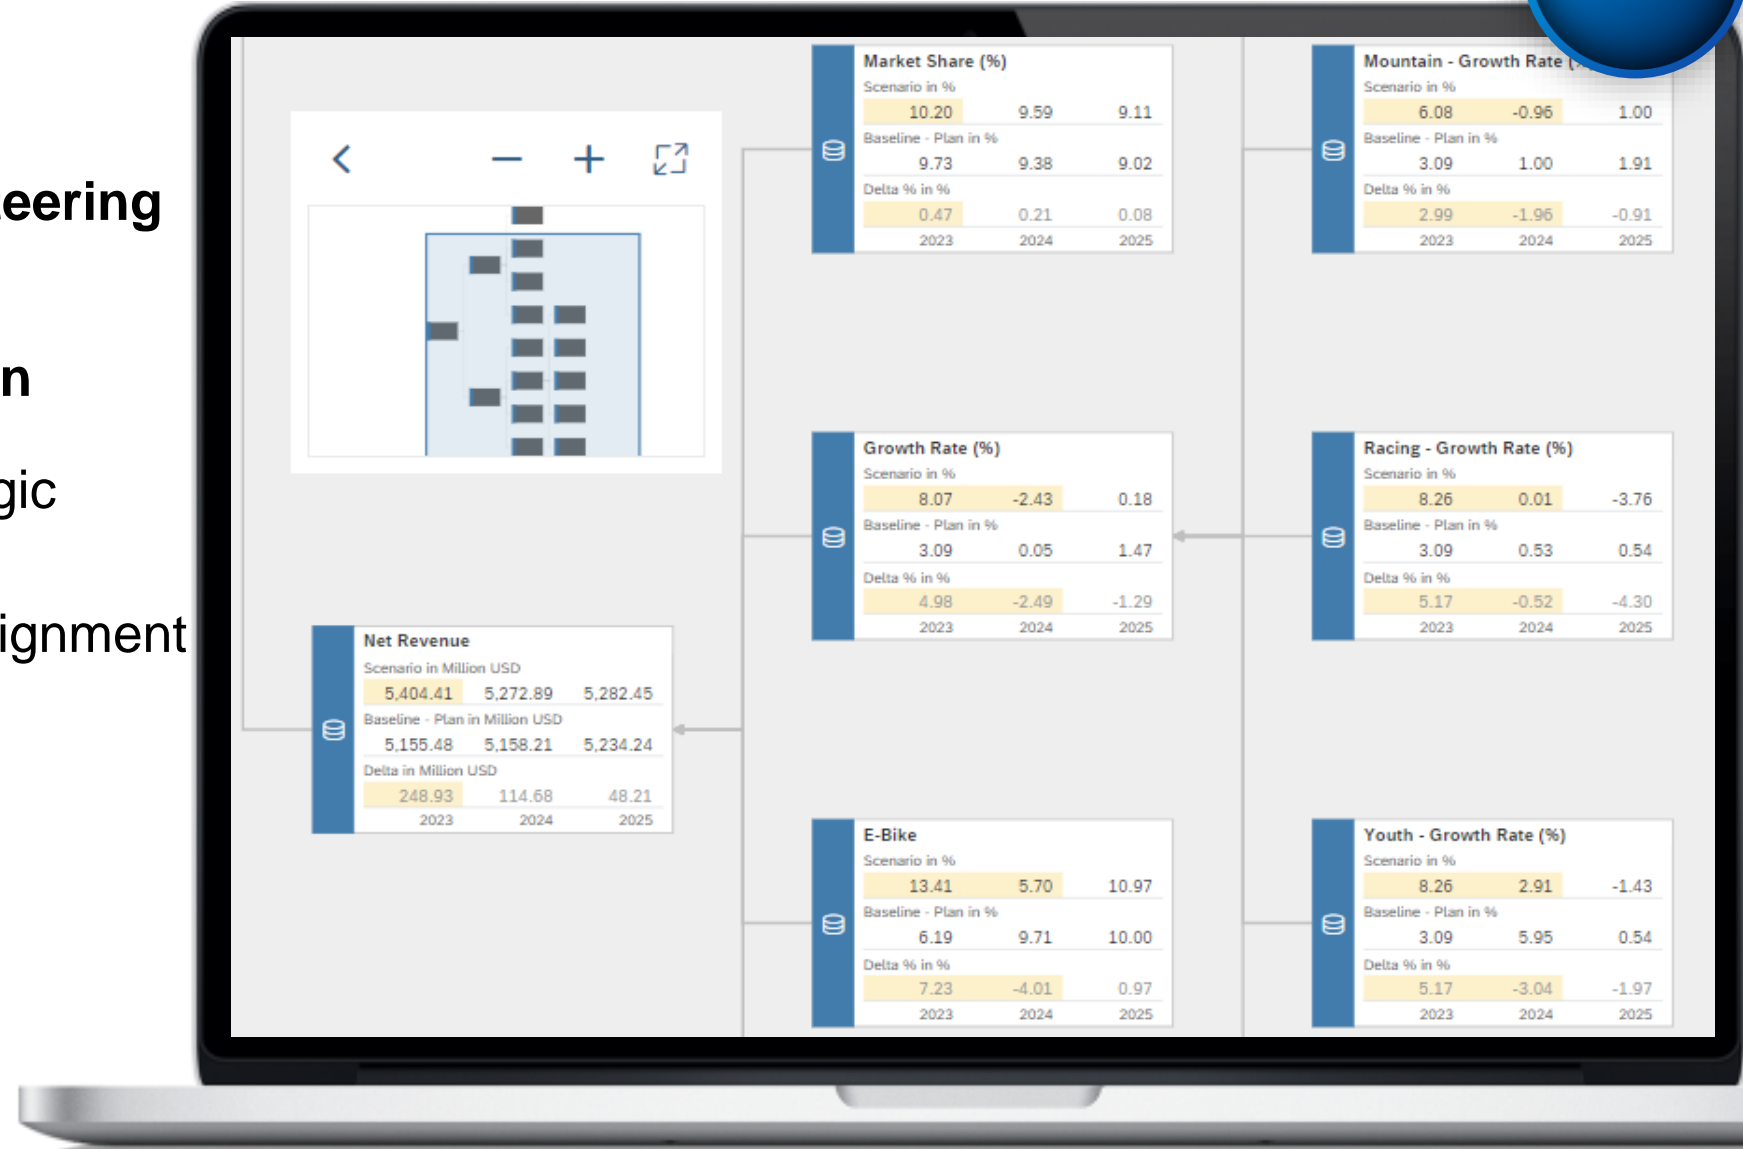 eering
n
gic
ignment
Market Share (%)
Scenario in %
10.20 9.59 9.11
Baseline - Plan in %
9.73 9.38 9.02
Delta % in %
0.47 0.21 0.08
2023 2024 2025
Mountain - Growth Rate (
Scenario in %
6.08 -0.96 1.00
Baseline - Plan in %
3.09 1.00 1.91
Delta % in %
2.99 -1.96 -0.91
2023 2024 2025
Growth Rate (%)
Scenario in %
8.07 -2.43 0.18
Baseline - Plan in %
3.09 0.05 1.47
Delta % in %
4.98 -2.49 -1.29
2023 2024 2025
Racing - Growth Rate (%)
Scenario in %
8.26 0.01 -3.76
Baseline - Plan in %
3.09 0.53 0.54
Delta % in %
5.17 -0.52 -4.30
2023 2024 2025
Net Revenue
Scenario in Million USD
5,404.41 5,272.89 5,282.45
Baseline - Plan in Million USD
5,155.48 5,158.21 5,234.24
Delta in Million USD
248.93 114.68 48.21
2023 2024 2025
E-Bike
Scenario in %
13.41 5.70 10.97
Baseline - Plan in %
6.19 9.71 10.00
Delta % in %
7.23 -4.01 0.97
2023 2024 2025
Youth - Growth Rate (%)
Scenario in %
8.26 2.91 -1.43
Baseline - Plan in %
3.09 5.95 0.54
Delta % in %
5.17 -3.04 -1.97
2023 2024 2025